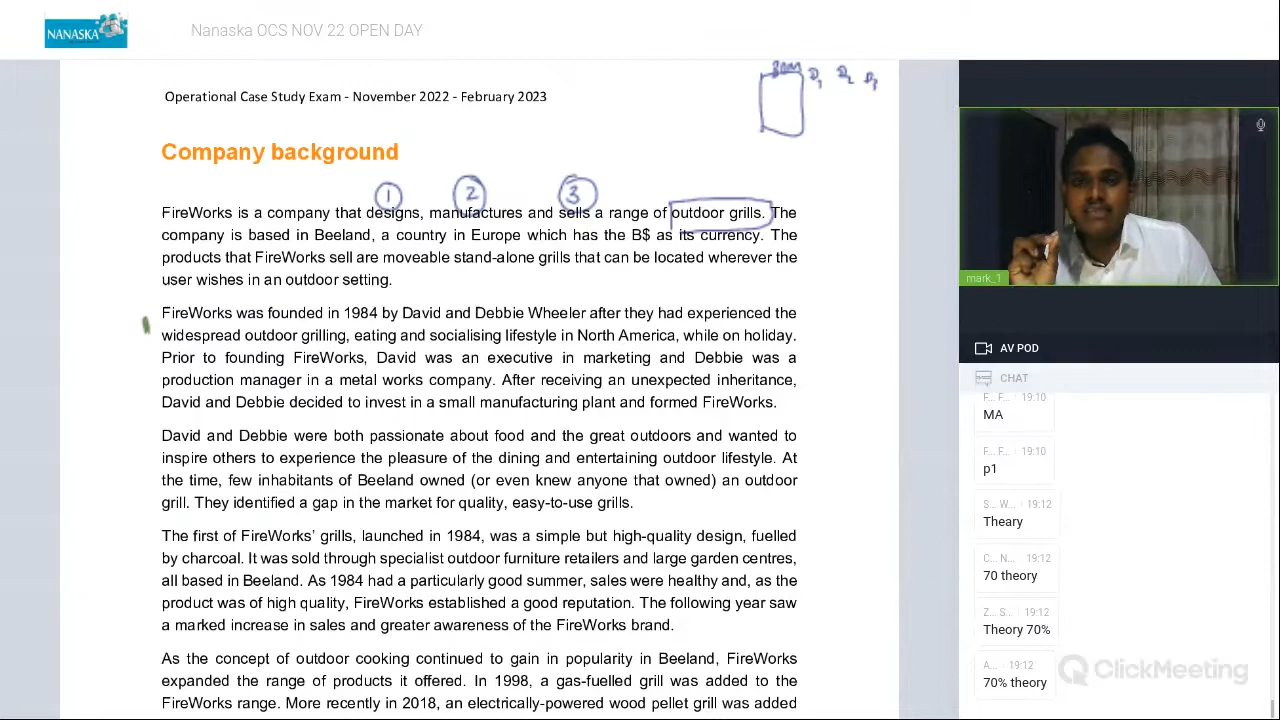 NANASKA
Nanaska OCS NOV 22 OPEN DAY
Operational Case Study Exam - November 2022 - February 2023
Company background
1 2 3
FireWorks is a company that designs, manufactures and sells a range of outdoor grills. The
company is based in Beeland, a country in Europe which has the B$ as its currency. The
products that FireWorks sell are moveable stand-alone grills that can be located wherever the
user wishes in an outdoor setting.
FireWorks was founded in 1984 by David and Debbie Wheeler after they had experienced the
widespread outdoor grilling, eating and socialising lifestyle in North America, while on holiday.
Prior to founding FireWorks, David was an executive in marketing and Debbie was a
production manager in a metal works company. After receiving an unexpected inheritance,
David and Debbie decided to invest in a small manufacturing plant and formed FireWorks.
David and Debbie were both passionate about food and the great outdoors and wanted to
inspire others to experience the pleasure of the dining and entertaining outdoor lifestyle. At
the time, few inhabitants of Beeland owned (or even knew anyone that owned) an outdoor
grill. They identified a gap in the market for quality, easy-to-use grills.
The first of FireWorks' grills, launched in 1984, was a simple but high-quality design, fuelled
by charcoal. It was sold through specialist outdoor furniture retailers and large garden centres,
all based in Beeland. As 1984 had a particularly good summer, sales were healthy and, as the
product was of high quality, FireWorks established a good reputation. The following year saw
a marked increase in sales and greater awareness of the FireWorks brand.
As the concept of outdoor cooking continued to gain in popularity in Beeland, FireWorks
expanded the range of products it offered. In 1998, a gas-fuelled grill was added to the
FireWorks range. More recently in 2018, an electrically-powered wood pellet grill was added
mark_1
AV POD
CHAT
F... F... 19:10
MA
F... F... 19:10
p1
S... W... 19:12
Theary
C... N... 19:12
70 theory
Z... S... 19:12
Theory 70%
A... 19:12
70% theory
ClickMeeting